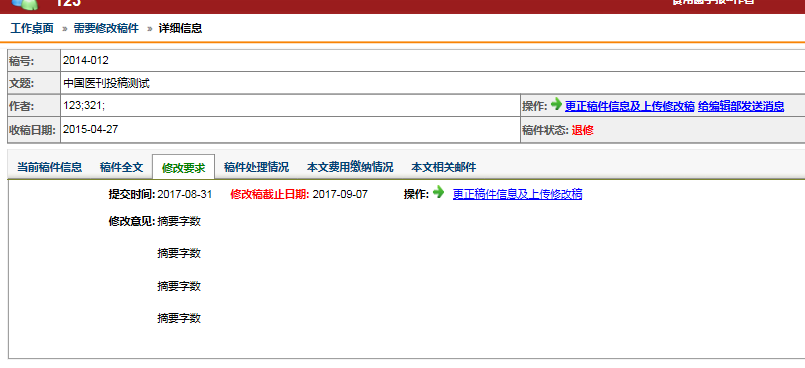 123
工作桌面 » 需要修改稿件 » 详细信息
稿号: 2014-012
文题: 中国医刊投稿测试
作者: 123;321; 操作: 更正稿件信息及上传修改稿 给编辑部发送消息
收稿日期: 2015-04-27 稿件状态: 退修
当前稿件信息 稿件全文 修改要求 稿件处理情况 本文费用缴纳情况 本文相关邮件
提交时间: 2017-08-31 修改稿截止日期: 2017-09-07 操作: 更正稿件信息及上传修改稿
修改意见: 摘要字数
摘要字数
摘要字数
摘要字数